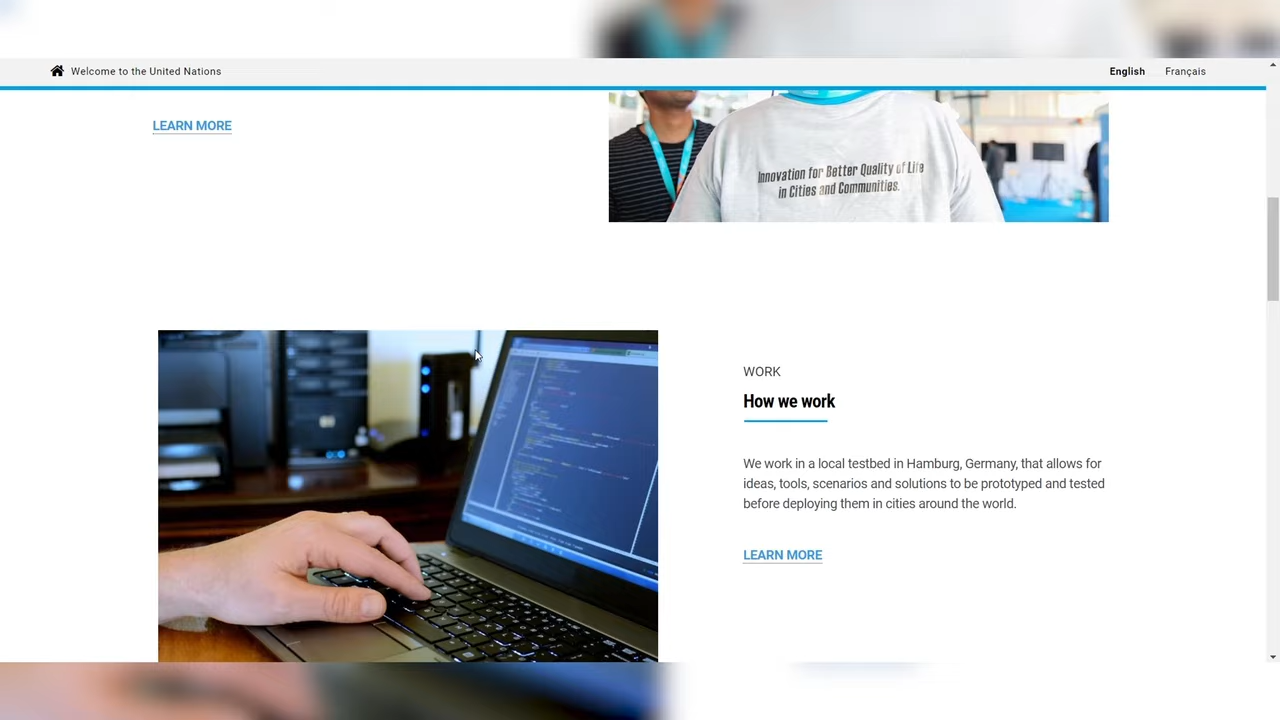 Welcome to the United Nations
English
Français
LEARN MORE
Innovation for Better Quality of Life
in Cities and Communities.
WORK
How we work
We work in a local testbed in Hamburg, Germany, that allows for
ideas, tools, scenarios and solutions to be prototyped and tested
before deploying them in cities around the world.
LEARN MORE